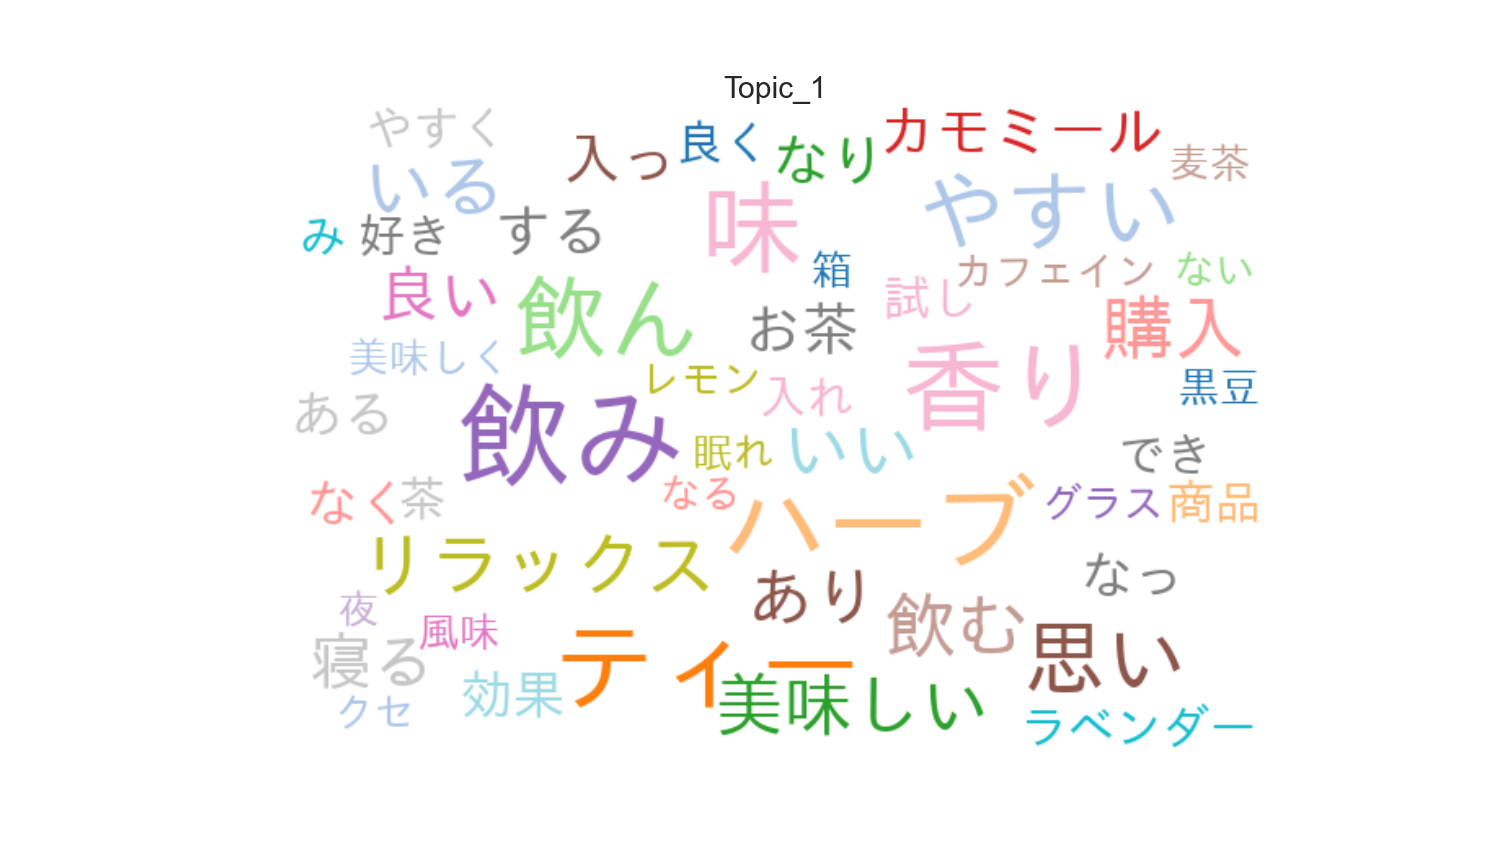 Topic_1
やすく
入っ
良く
なり
カモミール
麦茶
いる
やすい
み
好き
する
味
箱
カフェイン
ない
良い
飲ん
お茶
試し
購入
美味しく
レモン
入れ
香り
黒豆
ある
飲み
眠れ
いい
でき
なく
茶
なる
ハーブ
グラス
商品
リラックス
あり
飲む
なっ
夜
風味
寝る
ティー
思い
効果
美味しい
クセ
ラベンダー